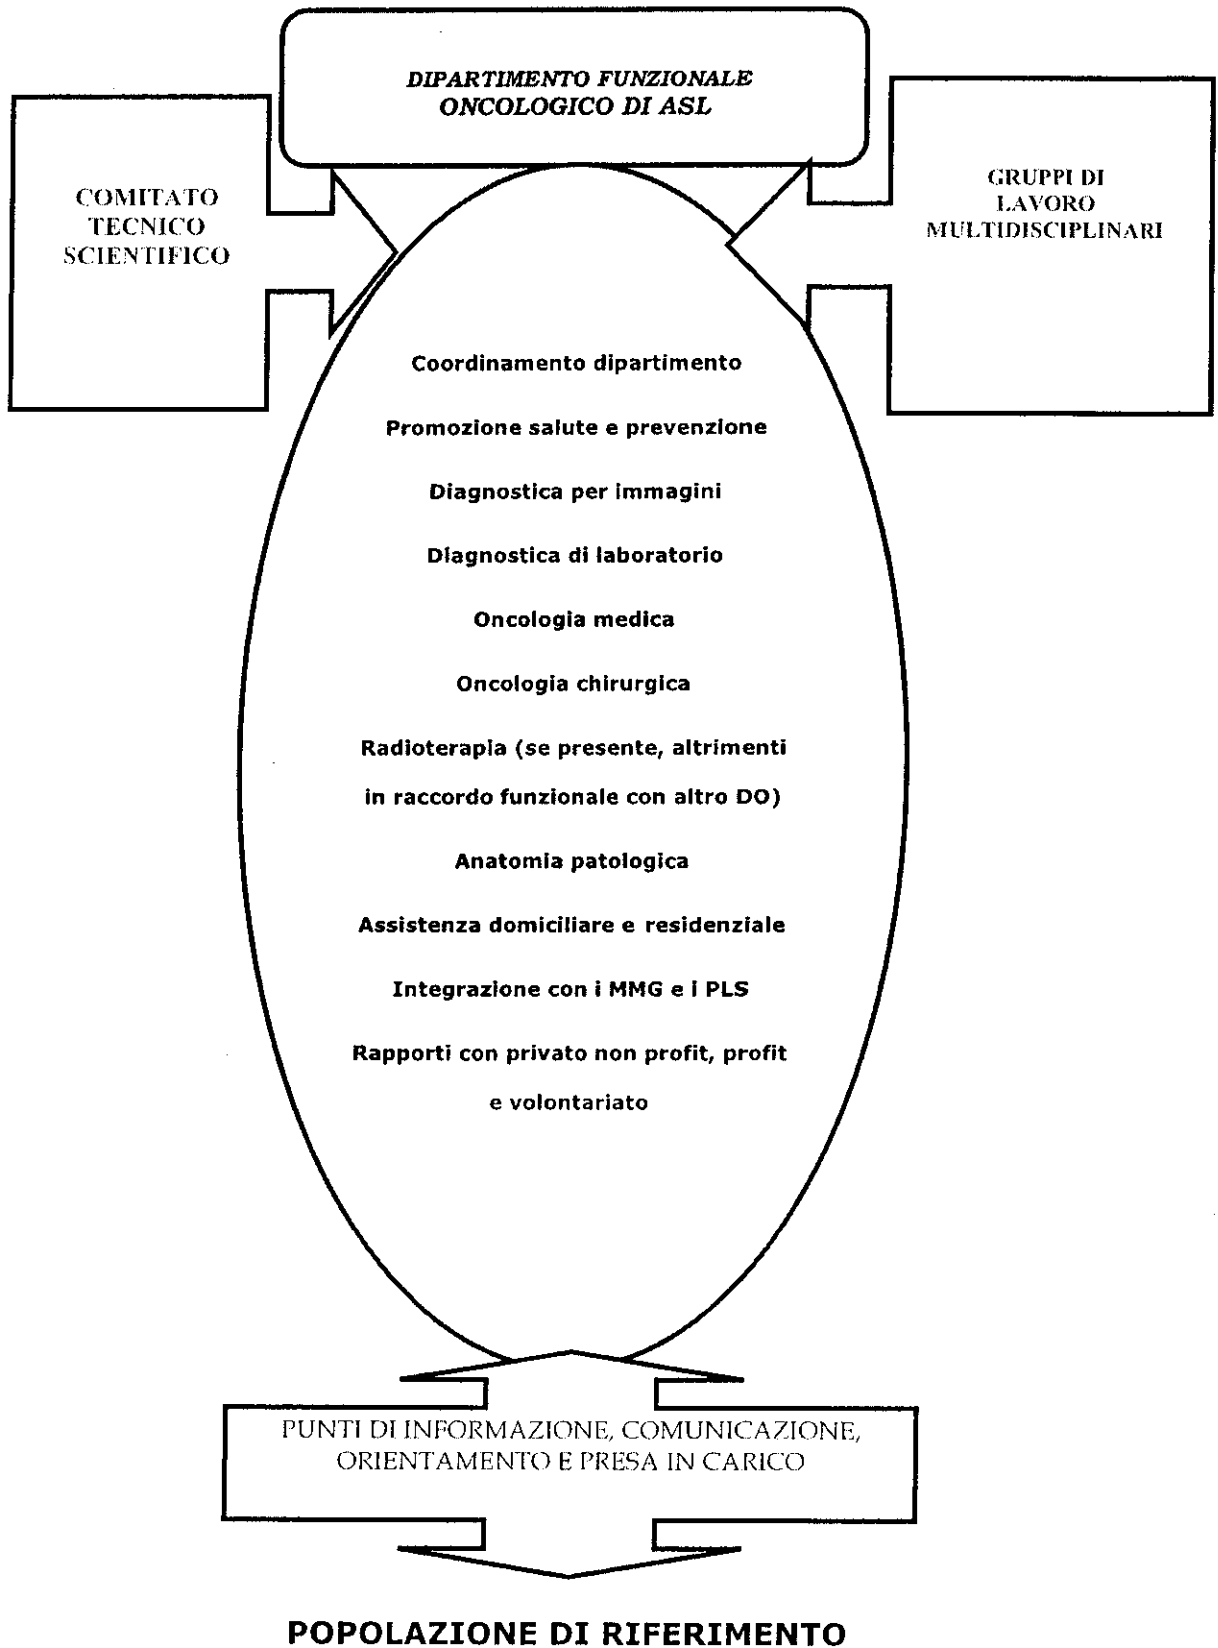 DIPARTIMENTO FUNZIONALE
ONCOLOGICO DI ASL
COMITATO
TECNICO
SCIENTIFICO
GRUPPI DI
LAVORO
MULTIDISCIPLINARI
Coordinamento dipartimento
Promozione salute e prevenzione
Diagnostica per immagini
Diagnostica di laboratorio
Oncologia medica
Oncologia chirurgica
Radioterapia (se presente, altrimenti
in raccordo funzionale con altro DO)
Anatomia patologica
Assistenza domiciliare e residenziale
Integrazione con i MMG e i PLS
Rapporti con privato non profit, profit
e volontariato
PUNTI DI INFORMAZIONE, COMUNICAZIONE,
ORIENTAMENTO E PRESA IN CARICO
POPOLAZIONE DI RIFERIMENTO